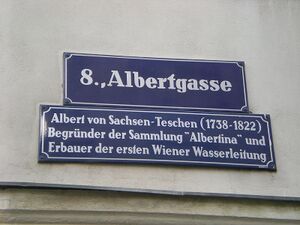 8., Albertgasse
Albert von Sachsen-Teschen (1738-1822)
Begründer der Sammlung "Albertina" und
Erbauer der ersten Wiener Wasserleitung